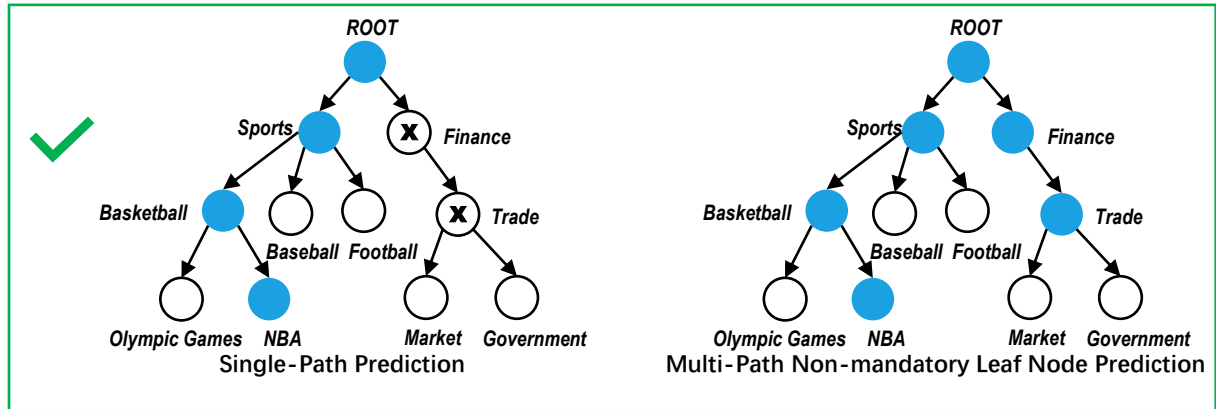 ROOT
Sports
X
Finance
Basketball
Baseball
Football
X
Trade
Olympic Games
NBA
Market
Government
Single-Path Prediction
ROOT
Sports
Finance
Basketball
Baseball
Football
Trade
Olympic Games
NBA
Market
Government
Multi-Path Non-mandatory Leaf Node Prediction